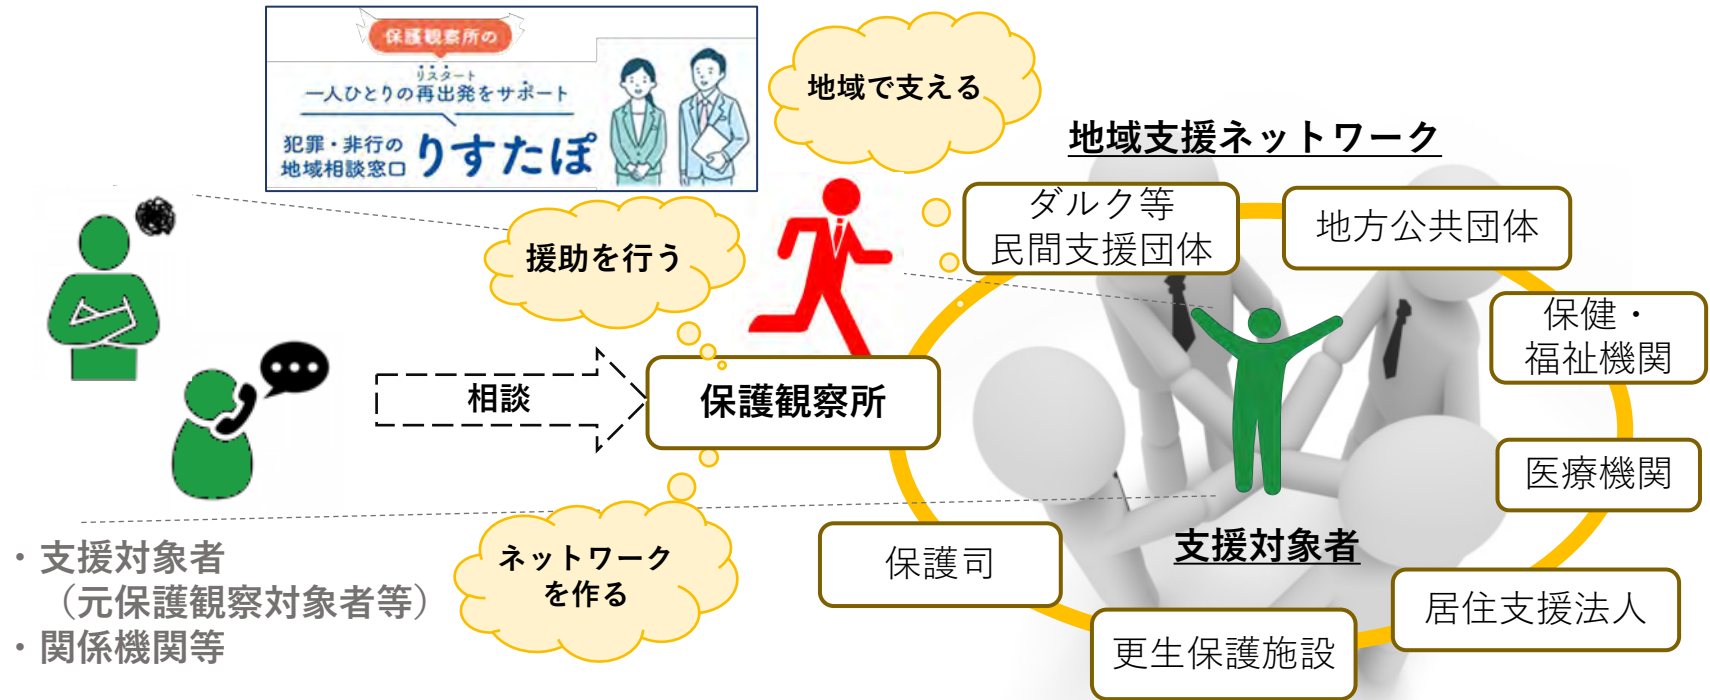 保護観察所の
リスタート
一人ひとりの再出発をサポート
犯罪・非行の
地域相談窓口
りすたぽ
地域で支える
援助を行う
相談
保護観察所
ネットワーク
を作る
・支援対象者
（元保護観察対象者等）
・関係機関等
地域支援ネットワーク
ダルク等
民間支援団体
地方公共団体
保健・
福祉機関
医療機関
居住支援法人
更生保護施設
保護司
支援対象者